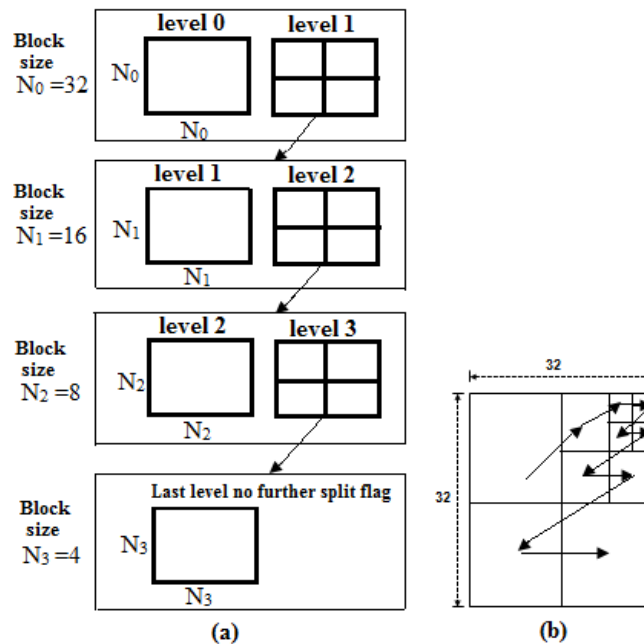 level 0 level 1
Block
size
N₀ =32
N₀
N₀
level 1 level 2
Block
size
N₁ =16
N₁
N₁
level 2 level 3
Block
size
N₂ =8
N₂
N₂
Last level no further split flag
Block
size
N₃ =4
N₃
N₃
(a)
32
32
(b)